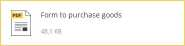 PDF
Form to purchase goods
48,1 KB